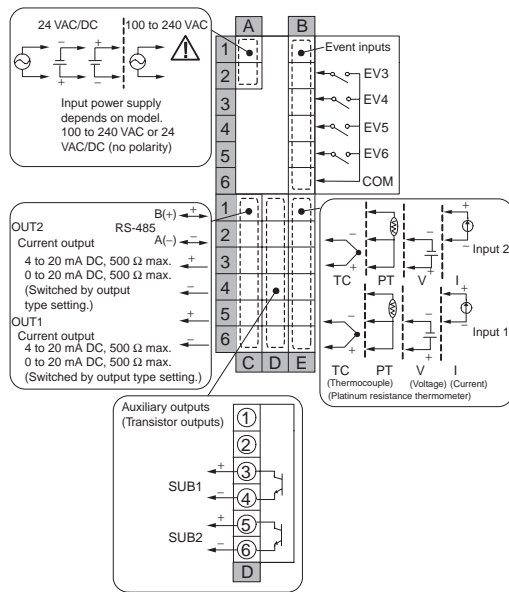 24 VAC/DC
100 to 240 VAC
Input power supply
depends on model.
100 to 240 VAC or 24
VAC/DC (no polarity)
A
B
1
2
3
4
5
6
Event inputs
EV3
EV4
EV5
EV6
COM
1
2
3
4
5
6
C
D
E
B(+)
RS-485
A(−)
OUT2
Current output
4 to 20 mA DC, 500 Ω max.
0 to 20 mA DC, 500 Ω max.
(Switched by output
type setting.)
OUT1
Current output
4 to 20 mA DC, 500 Ω max.
0 to 20 mA DC, 500 Ω max.
(Switched by output type setting.)
Input 2
TC
PT
V
I
Input 1
TC
PT
V
I
(Thermocouple)
(Voltage)
(Current)
(Platinum resistance thermometer)
Auxiliary outputs
(Transistor outputs)
1
2
3
4
5
6
SUB1
SUB2
D
+
−